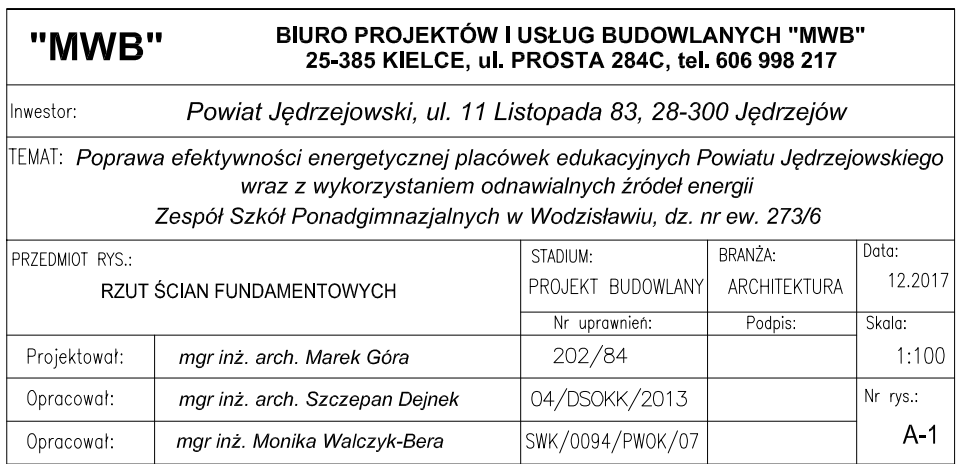 "MWB"
BIURO PROJEKTÓW I USŁUG BUDOWLANYCH "MWB"
25-385 KIELCE, ul. PROSTA 284C, tel. 606 998 217
Inwestor: Powiat Jędrzejowski, ul. 11 Listopada 83, 28-300 Jędrzejów
TEMAT: Poprawa efektywności energetycznej placówek edukacyjnych Powiatu Jędrzejowskiego
wraz z wykorzystaniem odnawialnych źródeł energii
Zespół Szkół Ponadgimnazjalnych w Wodzisławiu, dz. nr ew. 273/6
PRZEDMIOT RYS.:
RZUT ŚCIAN FUNDAMENTOWYCH
STADIUM:
PROJEKT BUDOWLANY
BRANŻA:
ARCHITEKTURA
Data:
12.2017
Nr uprawnień:
Podpis:
Skala:
1:100
Projektował: mgr inż. arch. Marek Góra 202/84
Opracował: mgr inż. arch. Szczepan Dejnek 04/DSOKK/2013
Nr rys.:
A-1
Opracował: mgr inż. Monika Walczyk-Bera SWK/0094/PWOK/07